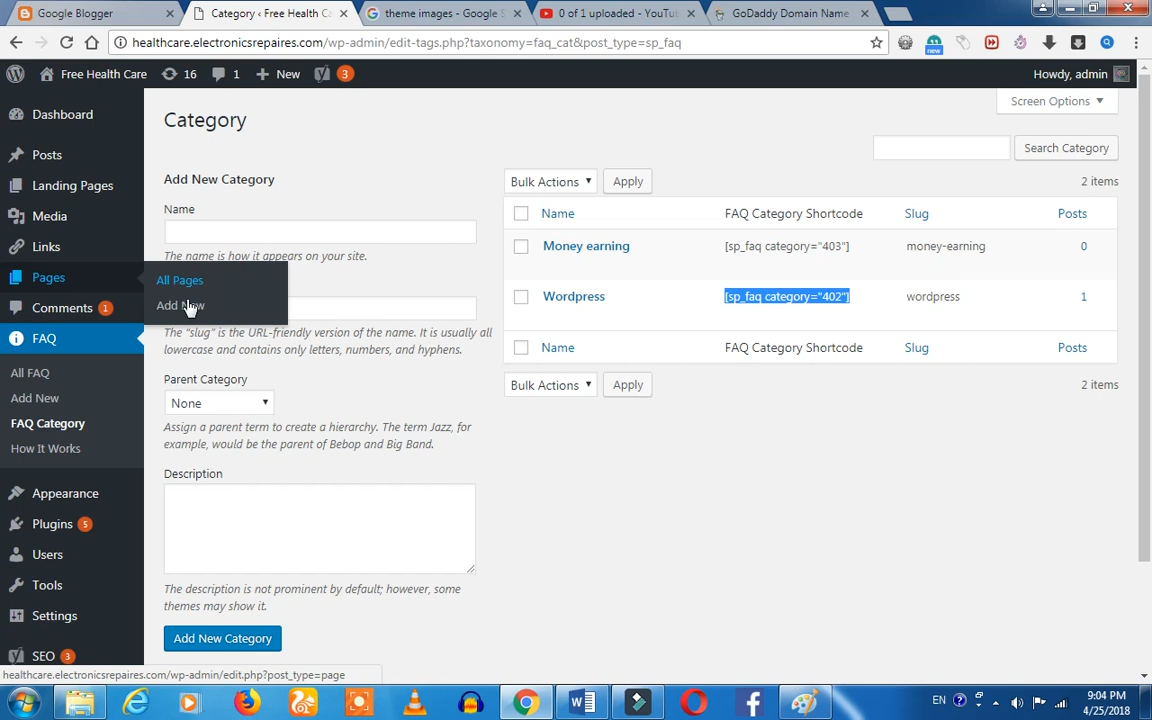 Google Blogger
Category ‹ Free Health Ca
theme images - Google S
0 of 1 uploaded - YouTu
GoDaddy Domain Name
healthcare.electronicsrepaires.com/wp-admin/edit-tags.php?taxonomy=faq_cat&post_type=sp_faq
new
Free Health Care
16
1
New
3
Howdy, admin
Dashboard
Posts
Landing Pages
Media
Links
Pages
Comments 1
FAQ
All FAQ
Add New
FAQ Category
How It Works
Appearance
Plugins 5
Users
Tools
Settings
SEO 3
All Pages
Add New
Screen Options
Category
Search Category
Add New Category
Name
The name is how it appears on your site.
The "slug" is the URL-friendly version of the name. It is usually all
lowercase and contains only letters, numbers, and hyphens.
Parent Category
None
Assign a parent term to create a hierarchy. The term Jazz, for
example, would be the parent of Bebop and Big Band.
Description
The description is not prominent by default; however, some
themes may show it.
Add New Category
Bulk Actions
Apply
2 items
Name FAQ Category Shortcode Slug Posts
Money earning [sp_faq category="403"] money-earning 0
Wordpress [sp_faq category="402"] wordpress 1
Name FAQ Category Shortcode Slug Posts
Bulk Actions
Apply
2 items
healthcare.electronicsrepaires.com/wp-admin/edit.php?post_type=page
EN
9:04 PM
4/25/2018